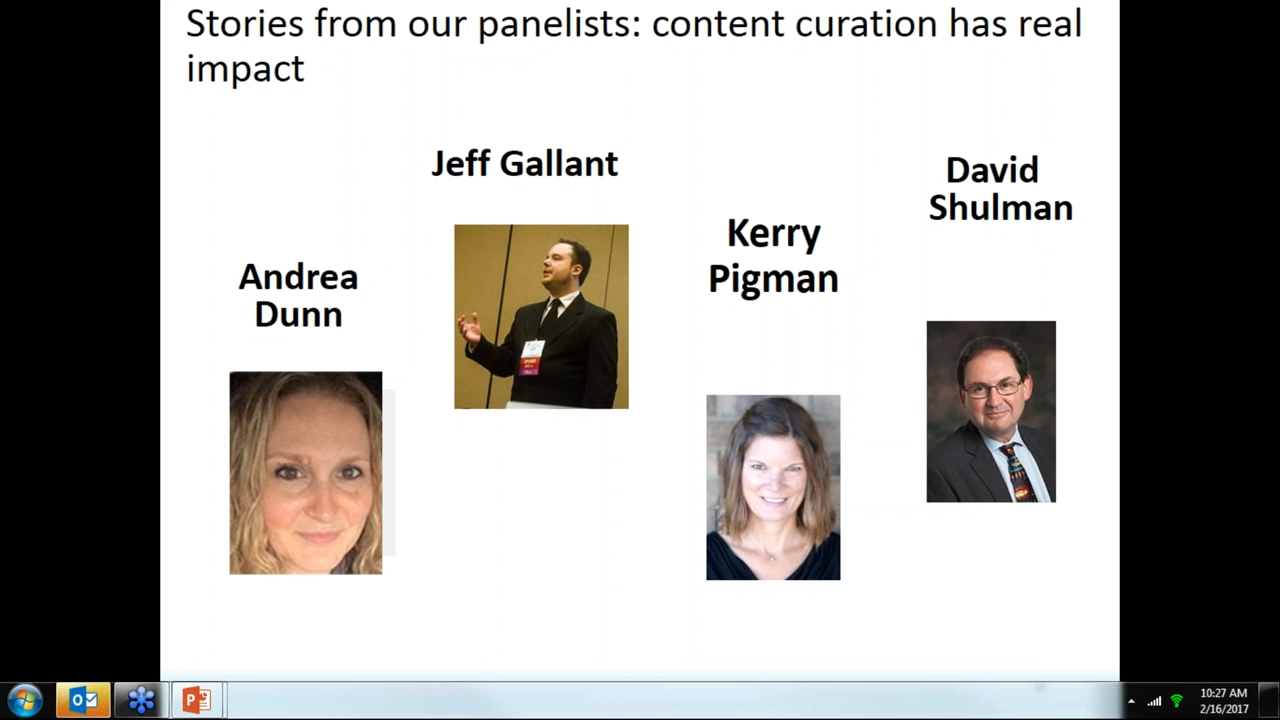 Stories from our panelists: content curation has real
impact
Jeff Gallant
David
Shulman
Kerry
Pigman
Andrea
Dunn
10:27 AM
2/16/2017